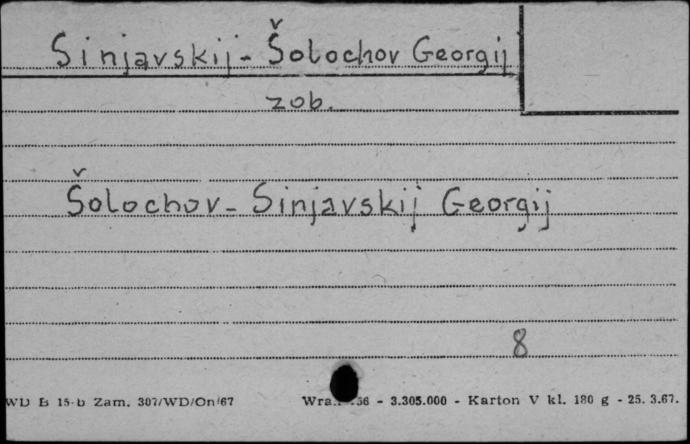 Sinjavskij - Šolochov Georgij
zob.
Šolochov - Sinjavskij Georgij
8
WD B 15-b Zam. 307/WD/On/67 56 - 3.305.000 - Karton V kl. 180 g - 25. 3.67.